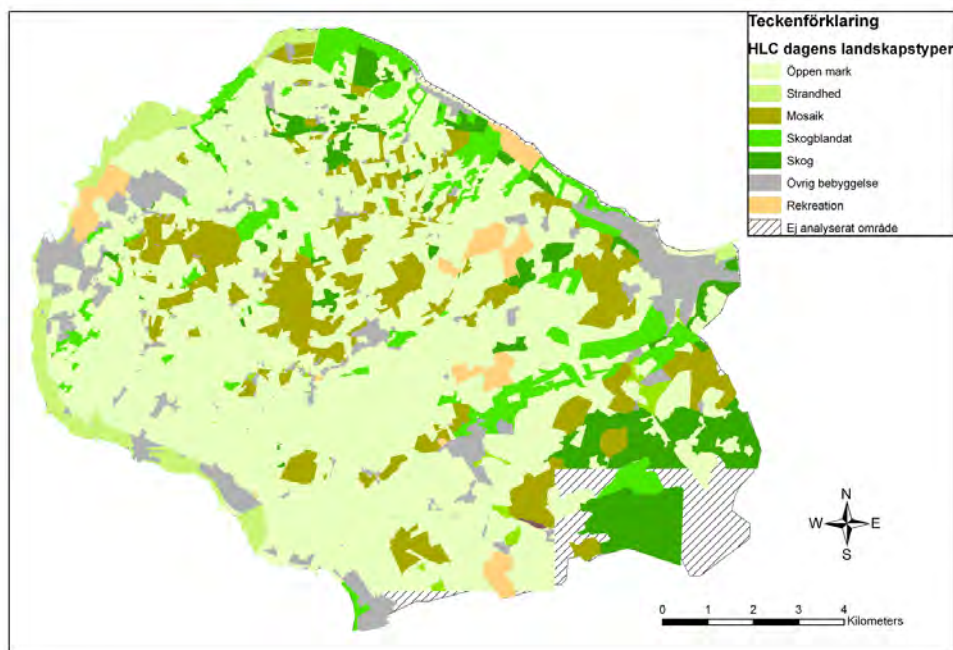 Teckenförklaring
HLC dagens landskapstyper
Öppen mark
Strandhed
Mosaik
Skogblandat
Skog
Övrig bebyggelse
Rekreation
Ej analyserat område
N
W E
S
0 1 2 3 4
Kilometers